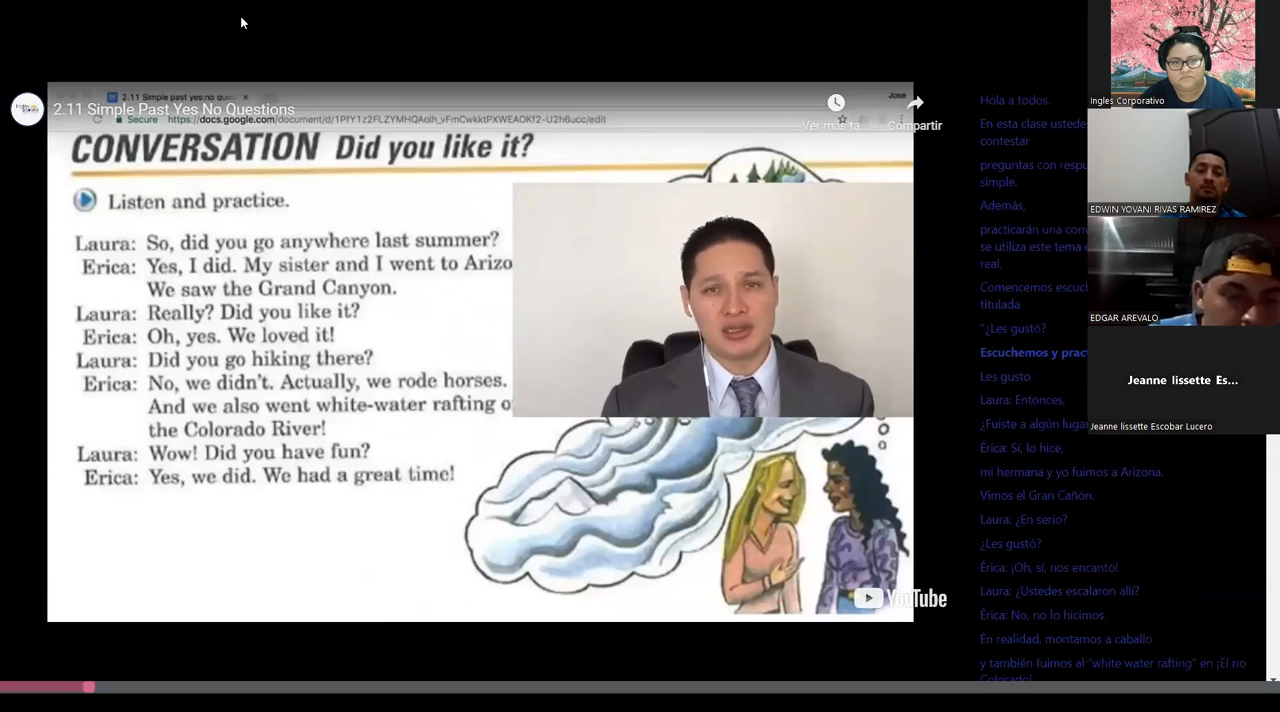 2.11 Simple past yes:no que
Jose
2.11 Simple Past Yes No Questions
Secure https://docs.google.com/document/d/1PfY1z2FLZYMHQAolh_vFmCwkktPXWEAOKf2-U2h6ucc/edit
Ver más ta...
Compartir
CONVERSATION Did you like it?
Listen and practice.
Laura: So, did you go anywhere last summer?
Erica: Yes, I did. My sister and I went to Arizo
We saw the Grand Canyon.
Laura: Really? Did you like it?
Erica: Oh, yes. We loved it!
Laura: Did you go hiking there?
Erica: No, we didn't. Actually, we rode horses.
And we also went white-water rafting o
the Colorado River!
Laura: Wow! Did you have fun?
Erica: Yes, we did. We had a great time!
YouTube
Hola a todos.
En esta clase ustede
contestar
preguntas con respu
simple.
Además,
practicarán una conv
se utiliza este tema e
real.
Comencemos escuc
titulada
"¿Les gustó?
Escuchemos y pract
Les gusto
Laura: Entonces,
¿Fuiste a algún luga
Érica: Sí, lo hice,
mi hermana y yo fuimos a Arizona.
Vimos el Gran Cañón.
Laura: ¿En serio?
¿Les gustó?
Érica: ¡Oh, sí, nos encantó!
Laura: ¿Ustedes escalaron allí?
Érica: No, no lo hicimos.
En realidad, montamos a caballo
y también fuimos al "white water rafting" en ¡El río
Colorado!
Ingles Corporativo
EDWIN YOVANI RIVAS RAMIREZ
EDGAR AREVALO
Jeanne lissette Es...
Jeanne lissette Escobar Lucero